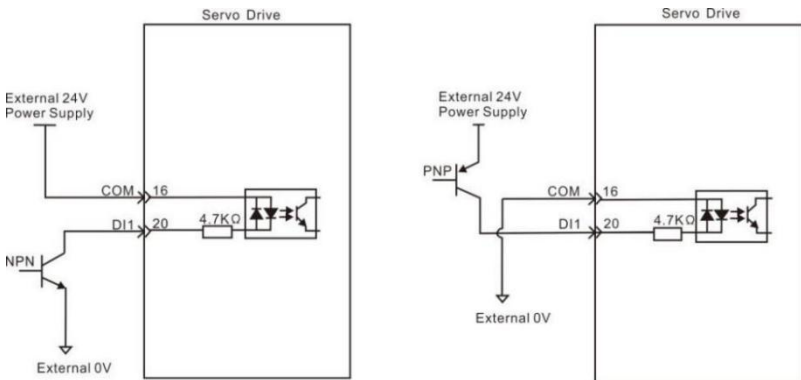 Servo Drive
External 24V
Power Supply
COM
16
DI1
20
4.7KΩ
NPN
External 0V
Servo Drive
External 24V
Power Supply
PNP
COM
16
DI1
20
4.7KΩ
External 0V